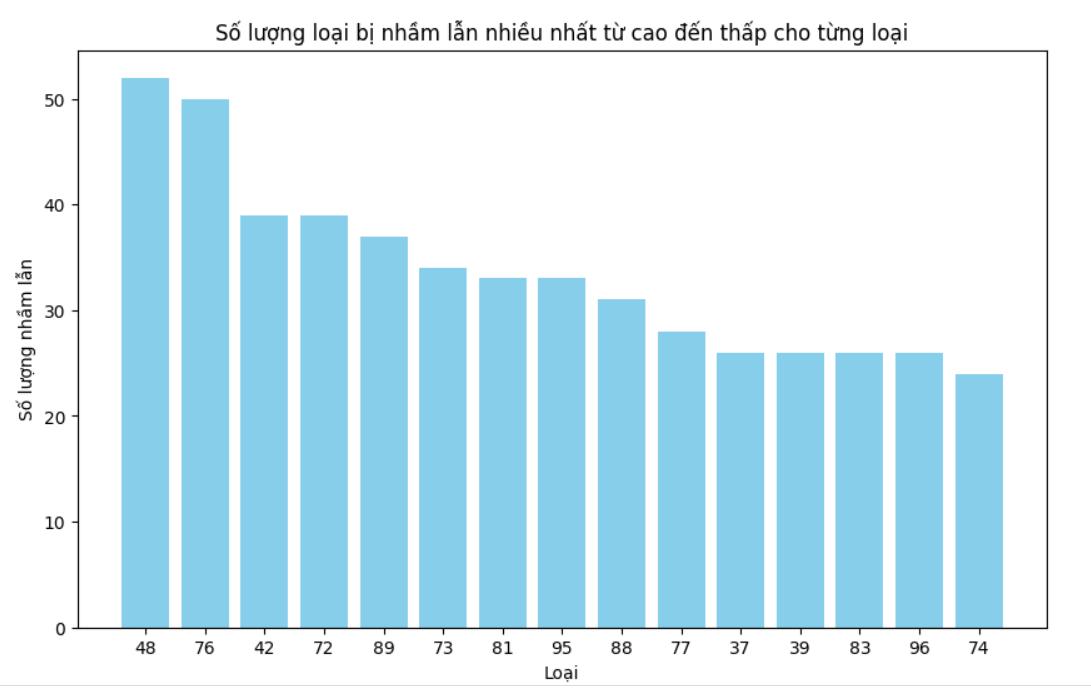 Số lượng loại bị nhầm lẫn nhiều nhất từ cao đến thấp cho từng loại
Số lượng nhầm lẫn
50
40
30
20
10
0
48 76 42 72 89 73 81 95 88 77 37 39 83 96 74
Loại